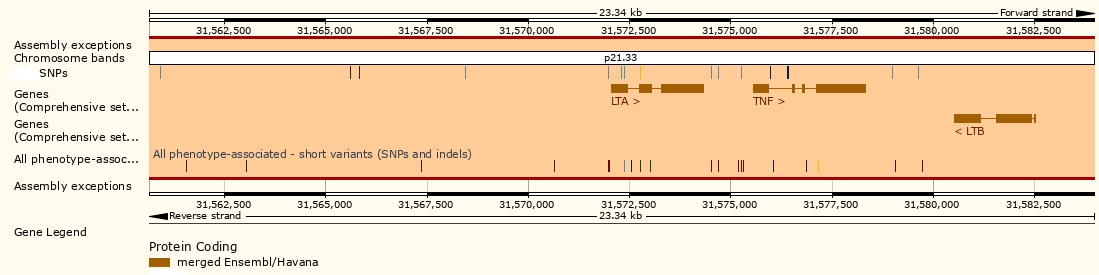 23.34 kb Forward strand
31,562,500 31,565,000 31,567,500 31,570,000 31,572,500 31,575,000 31,577,500 31,580,000 31,582,500
Assembly exceptions
Chromosome bands p21.33
SNPs
Genes
(Comprehensive set...
LTA > TNF >
Genes
(Comprehensive set...
< LTB
All phenotype-associated - short variants (SNPs and indels)
All phenotype-assoc...
Assembly exceptions
31,562,500 31,565,000 31,567,500 31,570,000 31,572,500 31,575,000 31,577,500 31,580,000 31,582,500
Reverse strand 23.34 kb
Gene Legend
Protein Coding
merged Ensembl/Havana